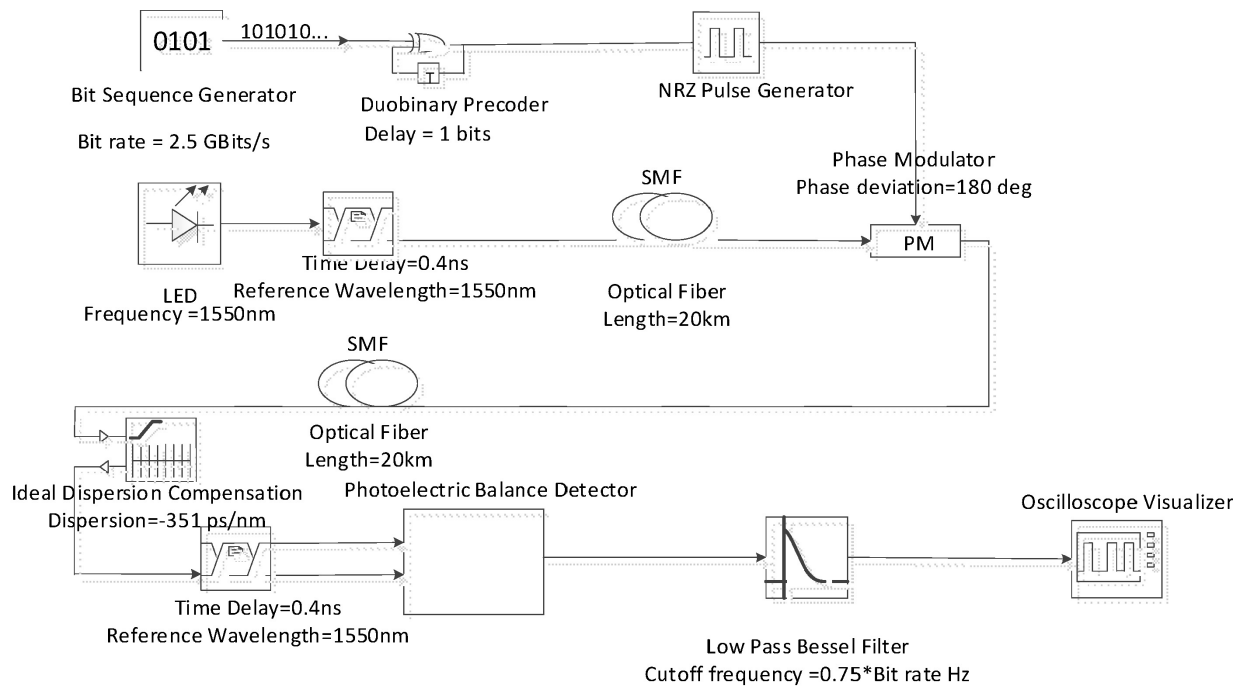 0101
101010...
Bit Sequence Generator
Bit rate = 2.5 GBits/s
T
Duobinary Precoder
Delay = 1 bits
NRZ Pulse Generator
Phase Modulator
Phase deviation=180 deg
PM
LED
Frequency =1550nm
Time Delay=0.4ns
Reference Wavelength=1550nm
SMF
Optical Fiber
Length=20km
SMF
Optical Fiber
Length=20km
Ideal Dispersion Compensation
Dispersion=-351 ps/nm
Time Delay=0.4ns
Reference Wavelength=1550nm
Photoelectric Balance Detector
Low Pass Bessel Filter
Cutoff frequency =0.75*Bit rate Hz
Oscilloscope Visualizer